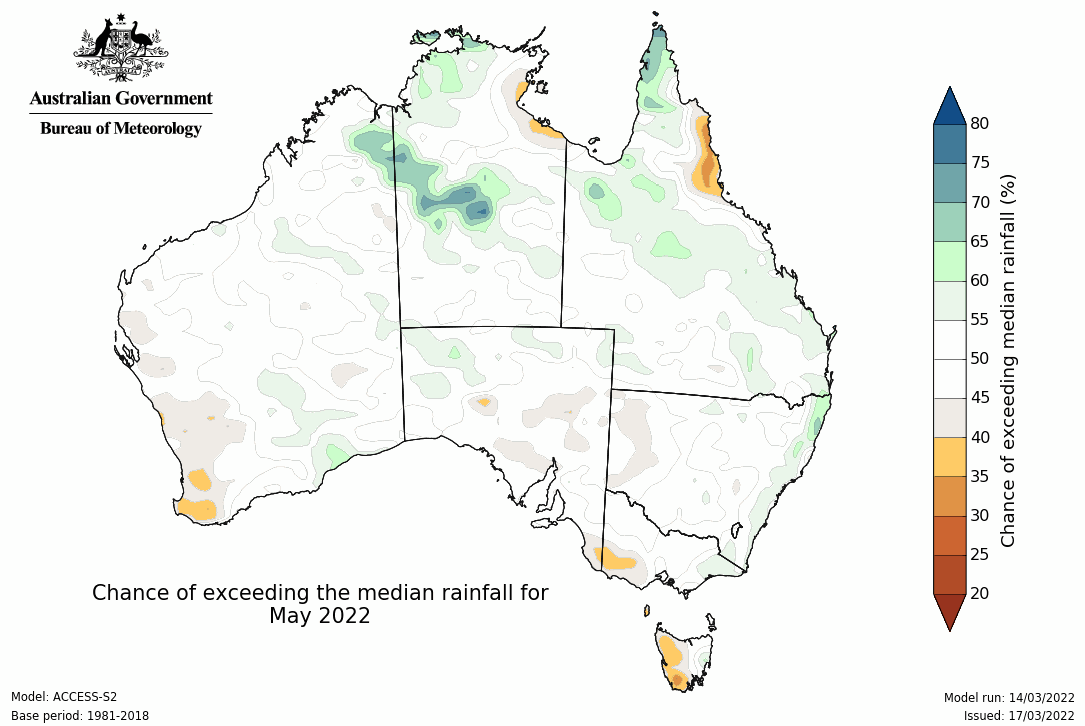 AUSTRALIA
Australian Government
Bureau of Meteorology
80
75
70
65
60
55
50
45
40
35
30
25
20
Chance of exceeding median rainfall (%)
Chance of exceeding the median rainfall for
May 2022
Model: ACCESS-S2
Base period: 1981-2018
Model run: 14/03/2022
Issued: 17/03/2022